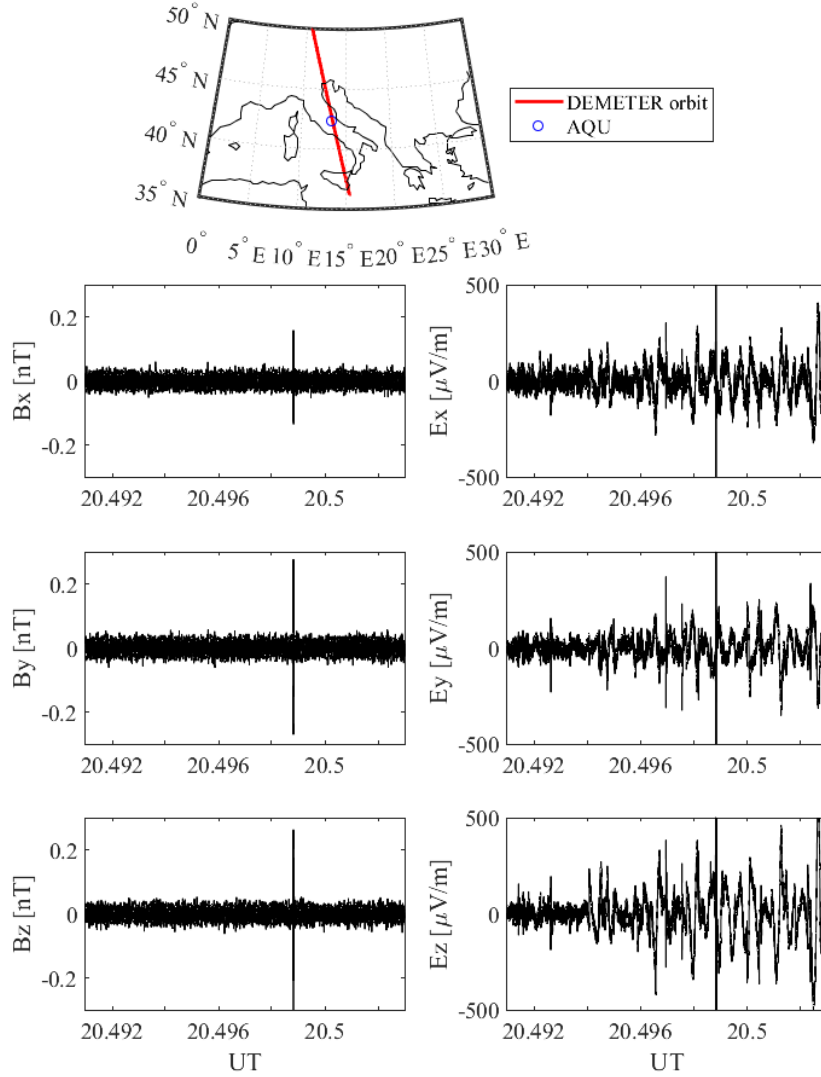 50° N
45° N
40° N
35° N
0° 5° E 10° E 15° E 20° E 25° E 30° E
DEMETER orbit
AQU
Bx [nT]
0.2
0
-0.2
20.492 20.496 20.5
Ex [μV/m]
500
0
-500
20.492 20.496 20.5
By [nT]
0.2
0
-0.2
20.492 20.496 20.5
Ey [μV/m]
500
0
-500
20.492 20.496 20.5
Bz [nT]
0.2
0
-0.2
20.492 20.496 20.5
UT
Ez [μV/m]
500
0
-500
20.492 20.496 20.5
UT